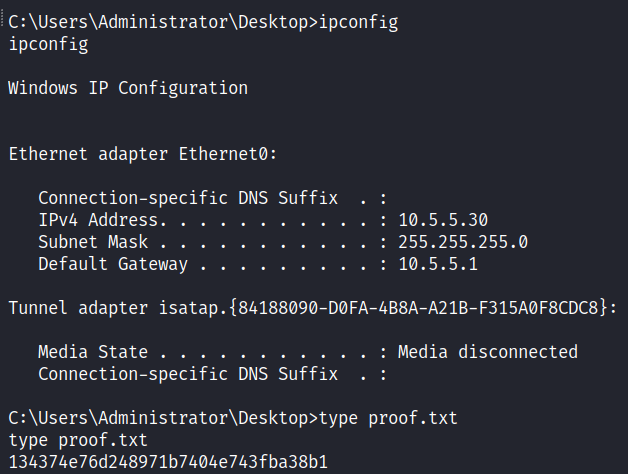 C:\Users\Administrator\Desktop>ipconfig
ipconfig
Windows IP Configuration
Ethernet adapter Ethernet0:
Connection-specific DNS Suffix  . :
IPv4 Address. . . . . . . . . . . : 10.5.5.30
Subnet Mask . . . . . . . . . . . : 255.255.255.0
Default Gateway . . . . . . . . . : 10.5.5.1
Tunnel adapter isatap.{84188090-D0FA-4B8A-A21B-F315A0F8CDC8}:
Media State . . . . . . . . . . . : Media disconnected
Connection-specific DNS Suffix  . :
C:\Users\Administrator\Desktop>type proof.txt
type proof.txt
134374e76d248971b7404e743fba38b1